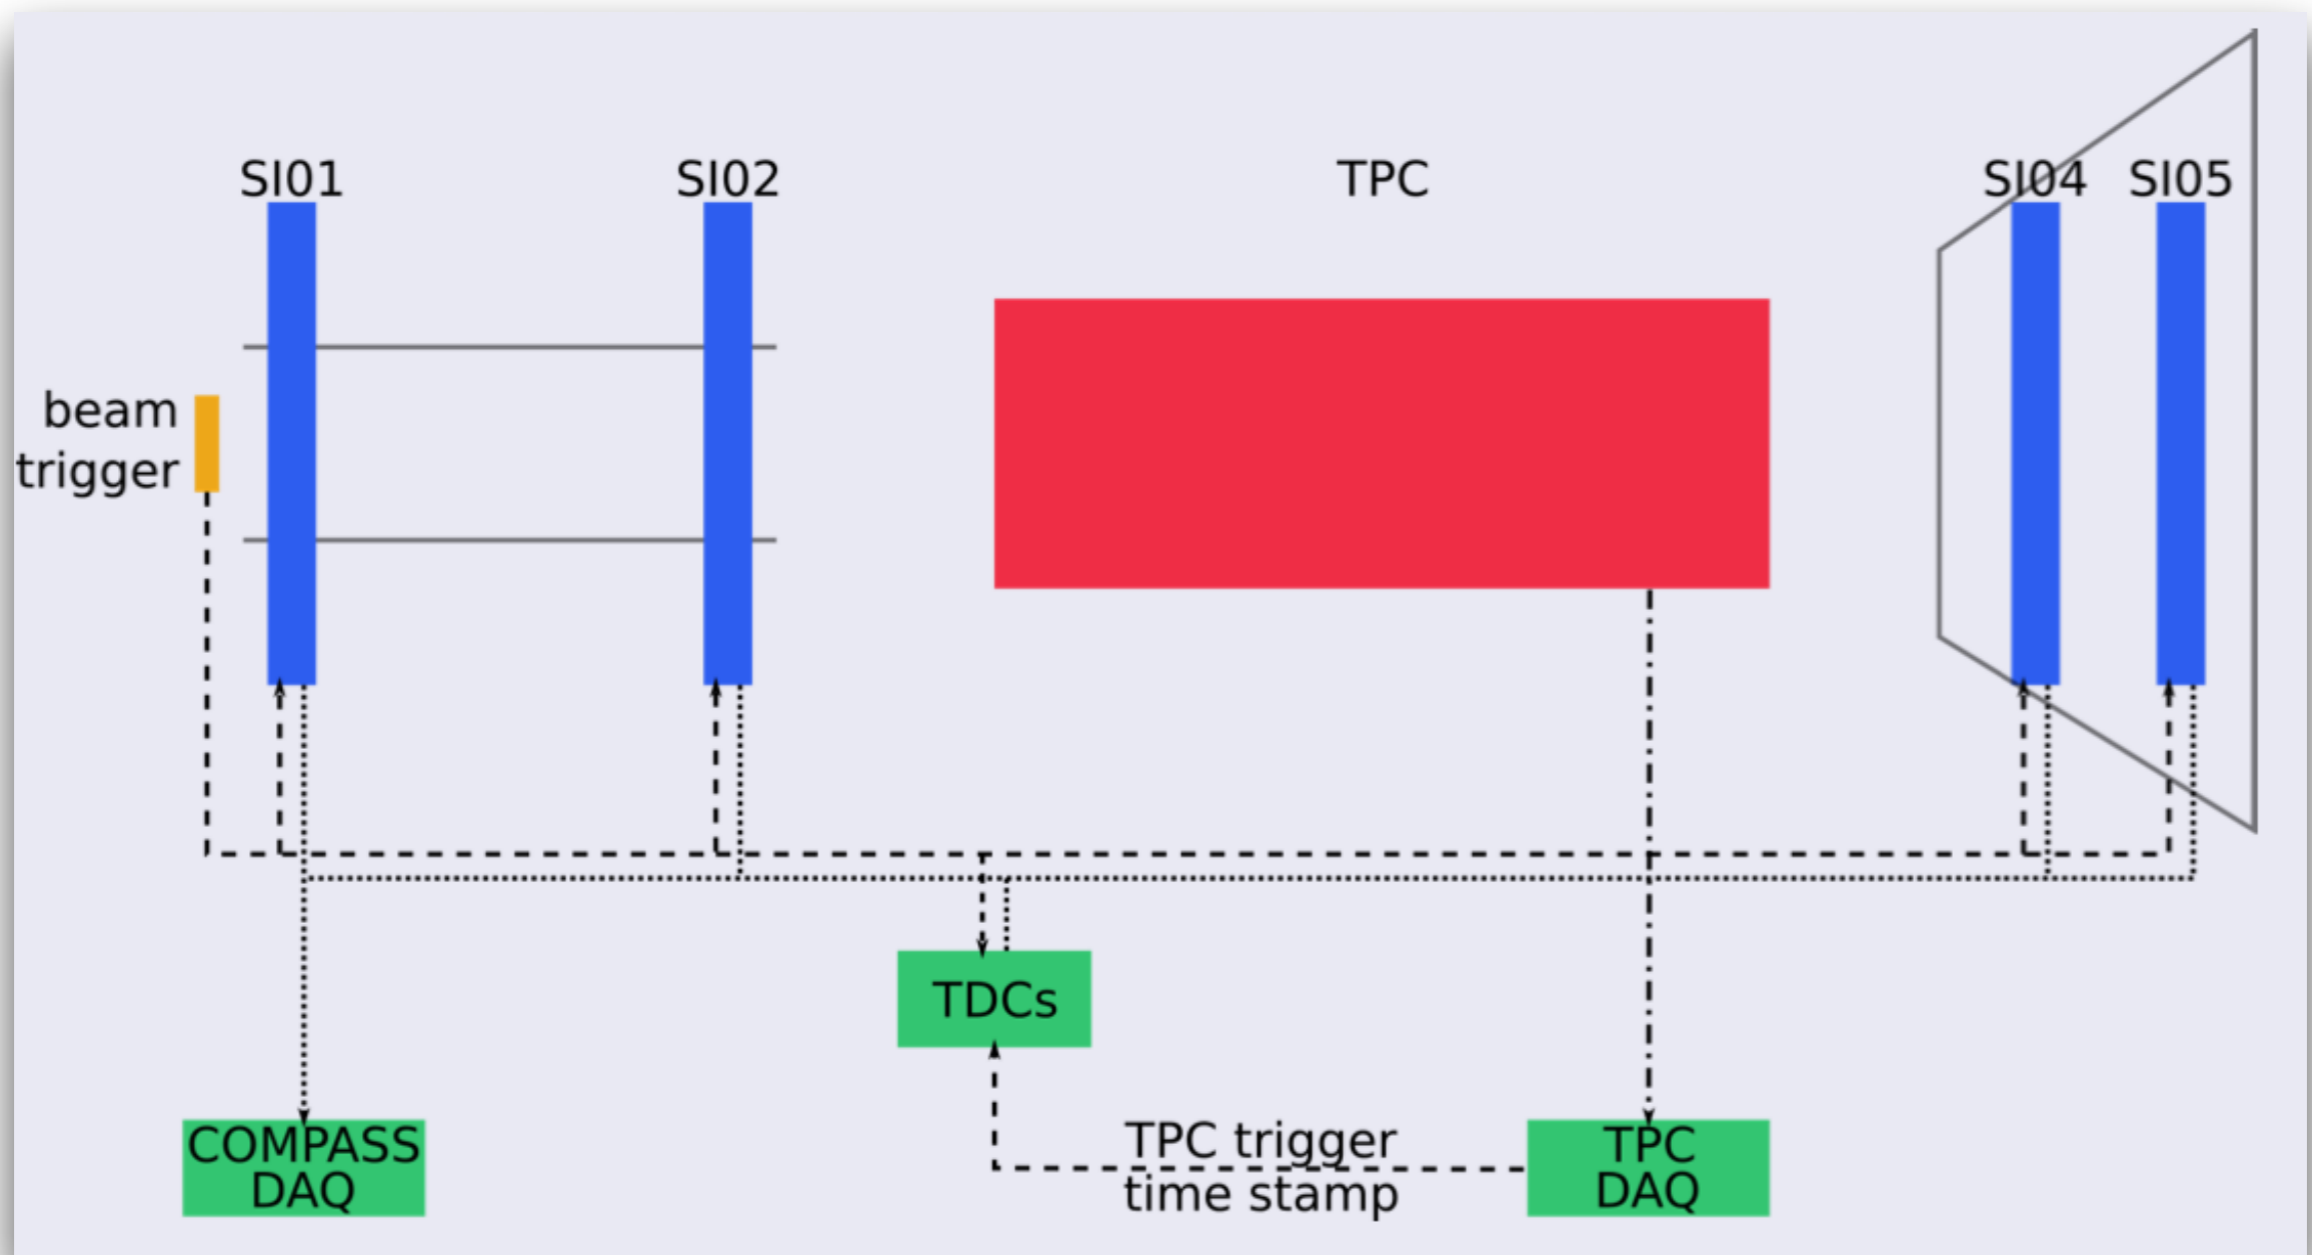 SI01
SI02
TPC
SI04
SI05
beam
trigger
TDCs
COMPASS
DAQ
TPC trigger
time stamp
TPC
DAQ